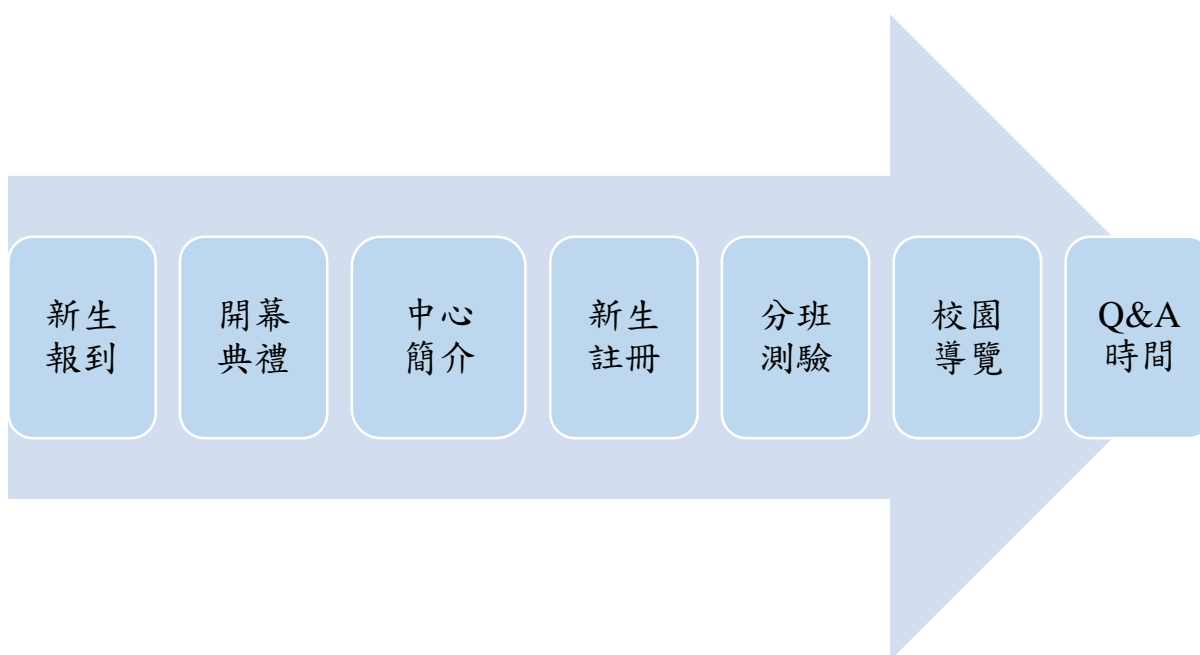 新生
報到
開幕
典禮
中心
簡介
新生
註冊
分班
測驗
校園
導覽
Q&A
時間